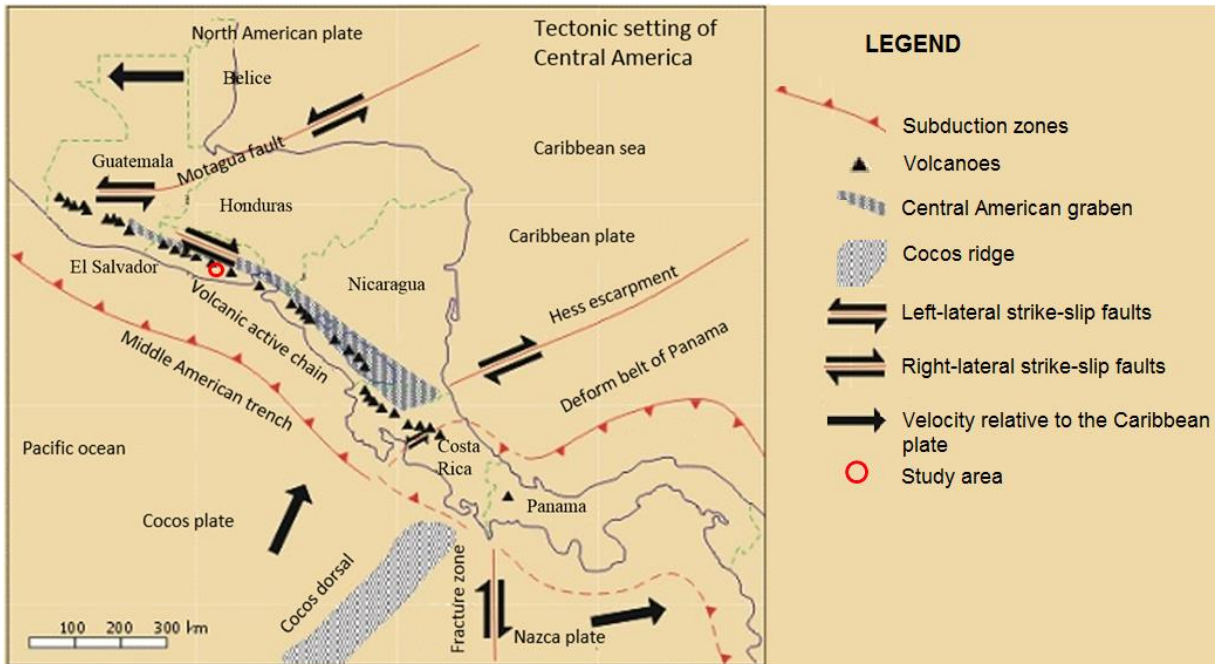 Tectonic setting of
Central America
North American plate
Belice
Guatemala
Motagua fault
Caribbean sea
Honduras
Caribbean plate
El Salvador
Nicaragua
Volcanic active chain
Hess escarpment
Middle American trench
Deform belt of Panama
Pacific ocean
Costa
Rica
Panama
Cocos plate
Cocos dorsal
Fracture zone
Nazca plate
100 200 300 km
LEGEND
Subduction zones
Volcanoes
Central American graben
Cocos ridge
Left-lateral strike-slip faults
Right-lateral strike-slip faults
Velocity relative to the Caribbean
plate
Study area